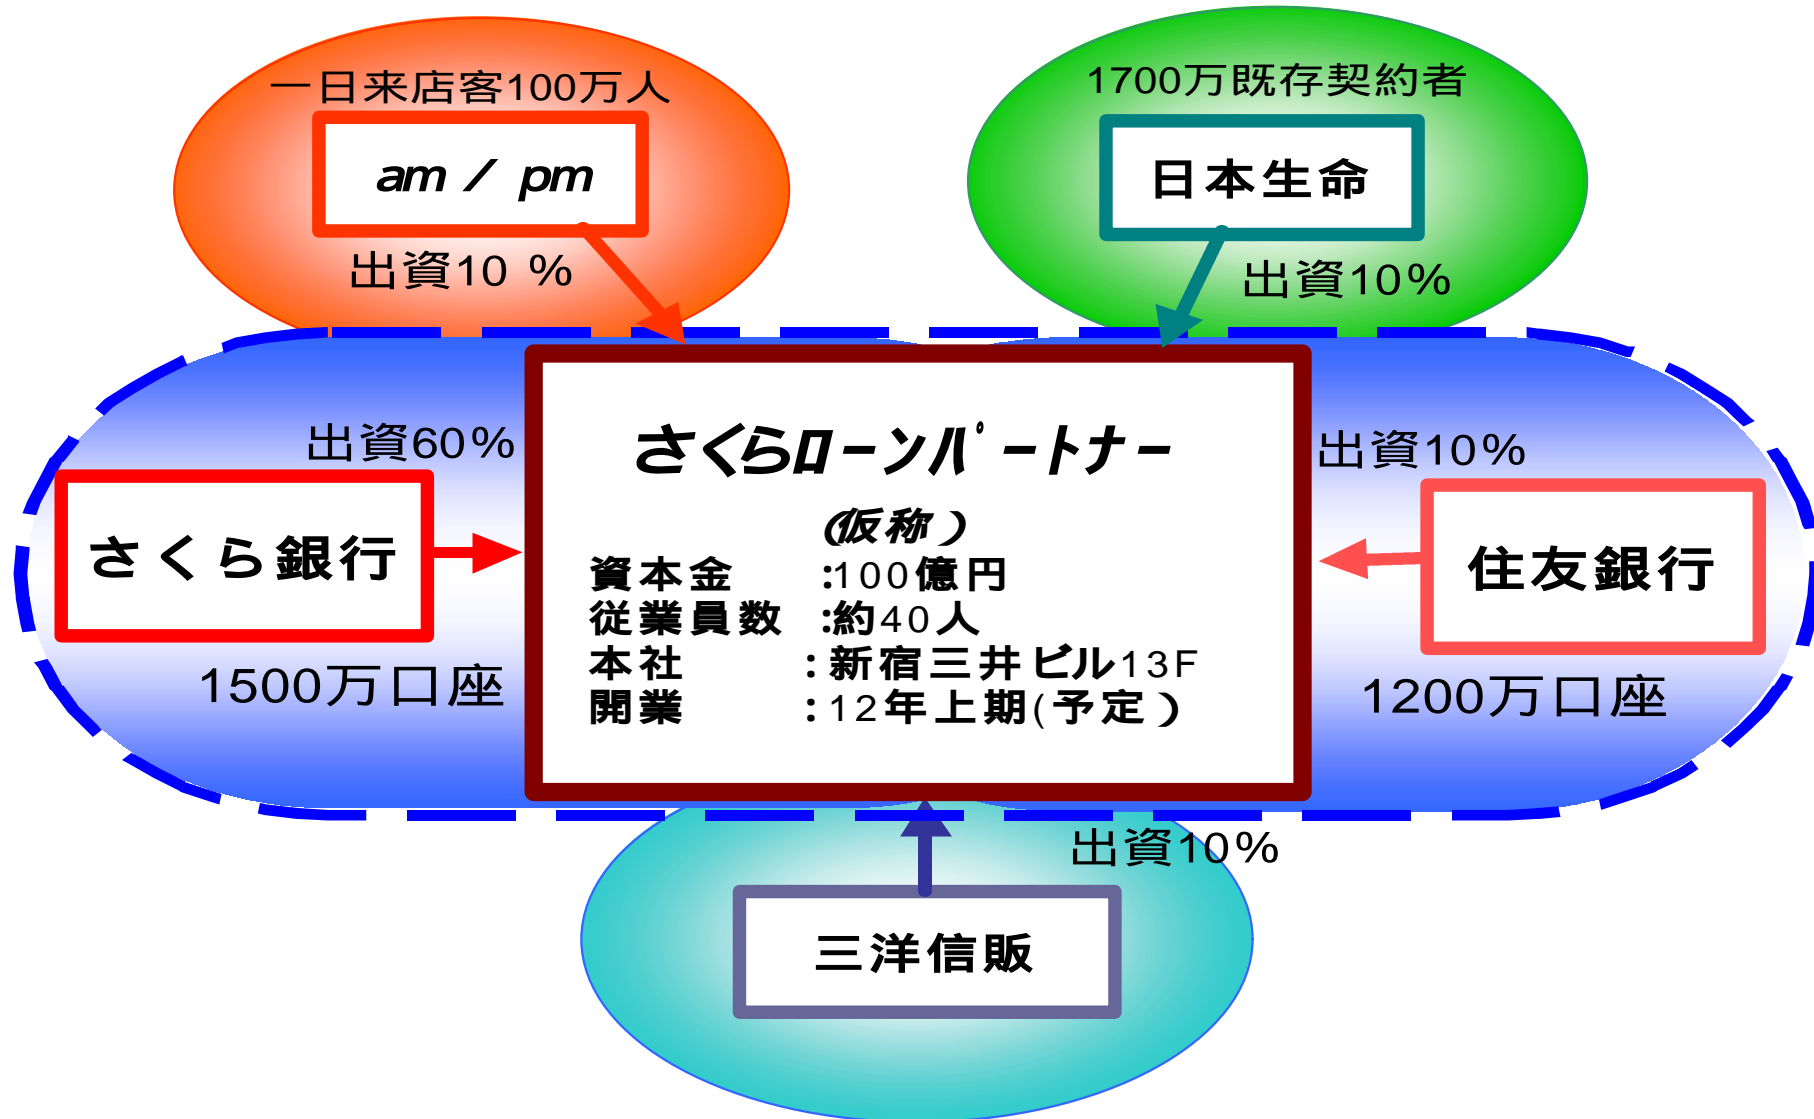 一日来店客100万人
am / pm
出資10 %
1700万既存契約者
日本生命
出資10%
出資60%
さくら銀行
1500万口座
さくらローンパートナー
(仮称)
資本金 :100億円
従業員数 :約40人
本社 :新宿三井ビル13F
開業 :12年上期(予定)
出資10%
住友銀行
1200万口座
出資10%
三洋信販